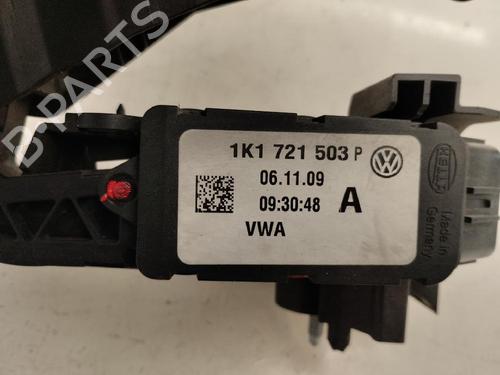 B-PARTS
1K1 721 503 P
06.11.09
09:30:48 A
VWA
HELLA
Made in
Germany